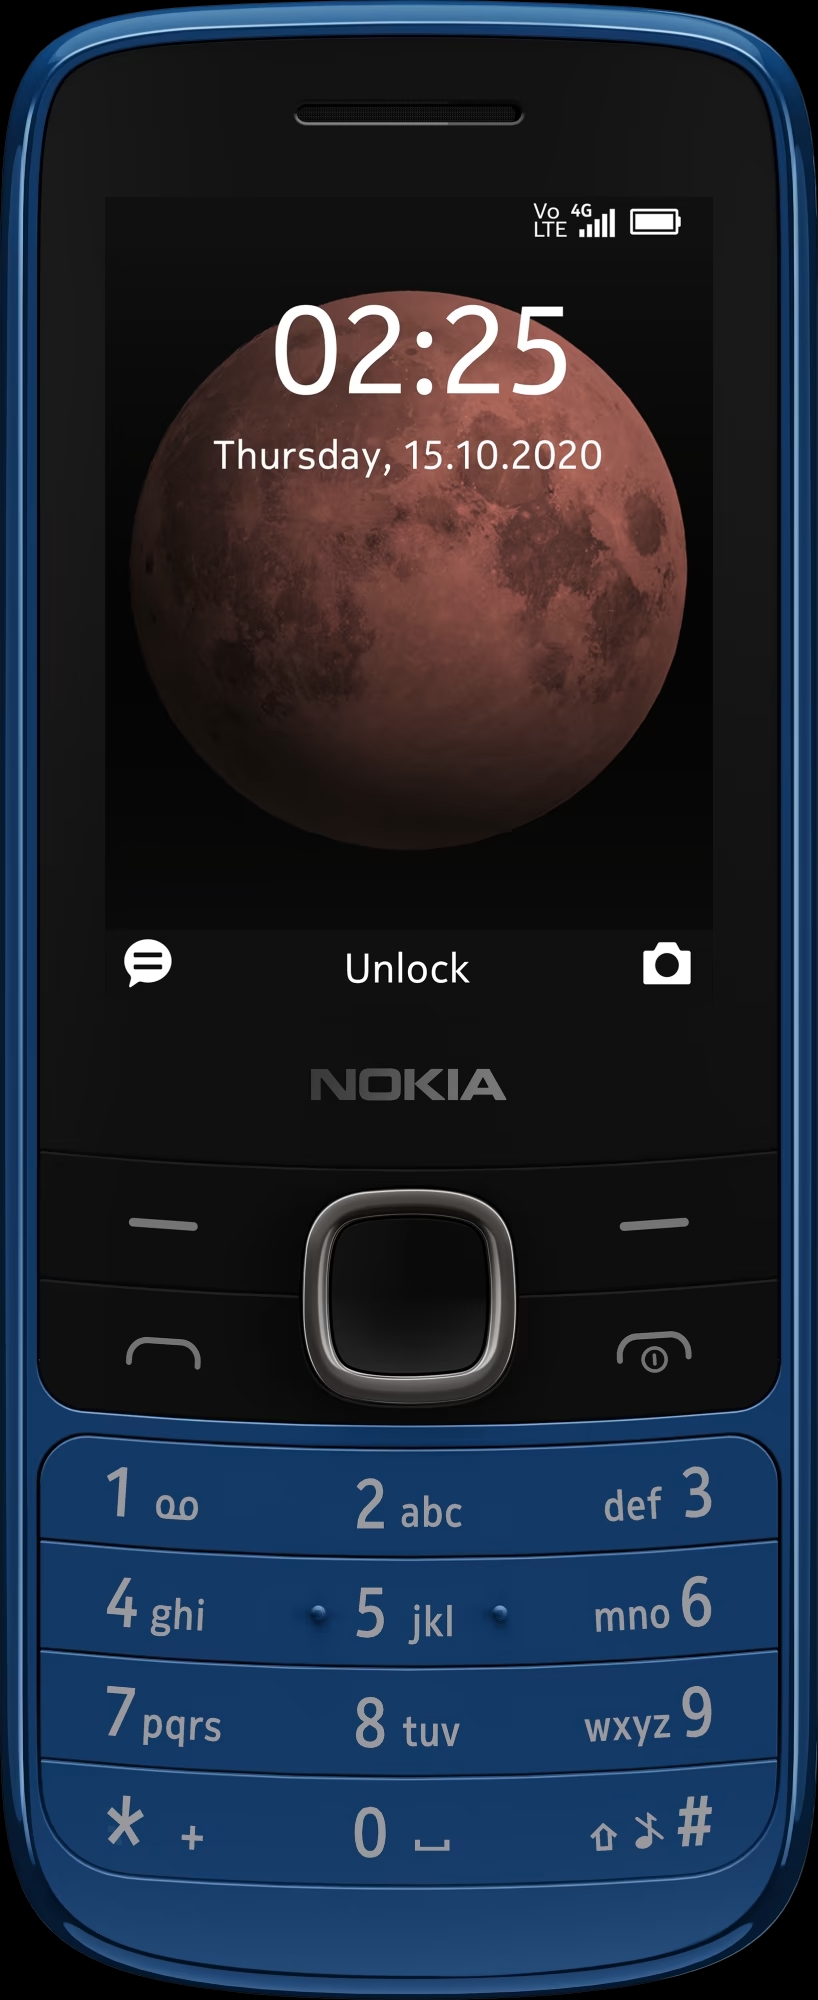 Vo 4G
LTE
02:25
Thursday, 15.10.2020
Unlock
NOKIA
1 2 abc def 3
4 ghi 5 jkl mno 6
7 pqrs 8 tuv wxyz 9
* + 0 #